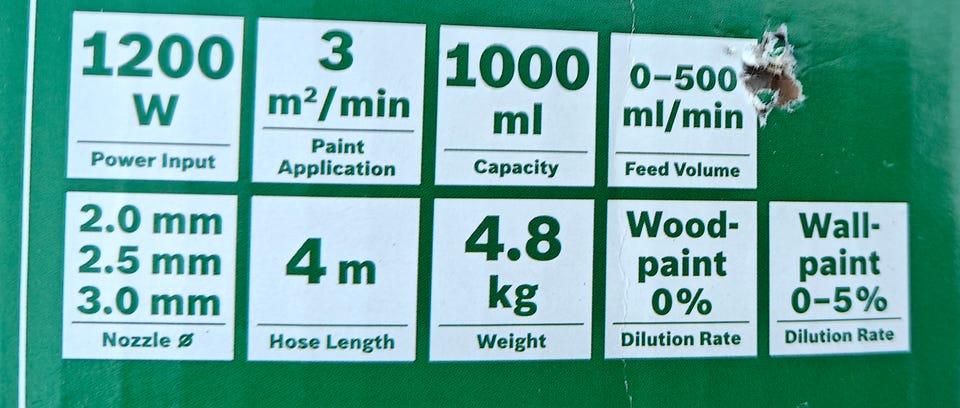 1200
W
Power Input
3
m²/min
Paint
Application
1000
ml
Capacity
0–500
ml/min
Feed Volume
2.0 mm
2.5 mm
3.0 mm
Nozzle Ø
4 m
Hose Length
4.8
kg
Weight
Wood-
paint
0%
Dilution Rate
Wall-
paint
0–5%
Dilution Rate